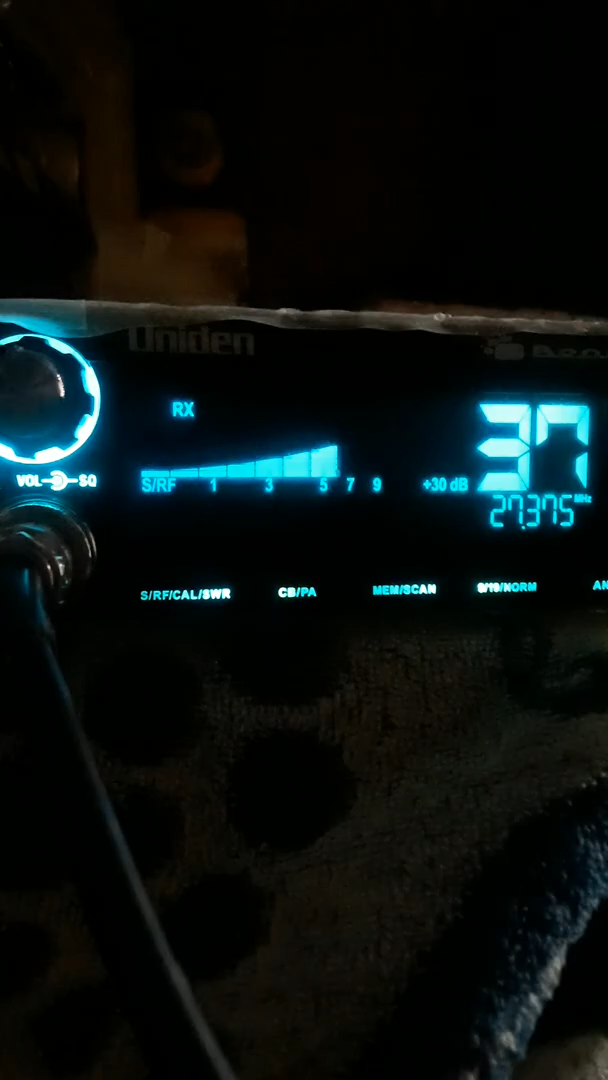 Uniden
RX
37
VOL SQ
S/RF 1 3 5 7 9 +30 dB
27.375 MHz
S/RF/CAL/SWR CB/PA MEM/SCAN 9/19/NORM AN